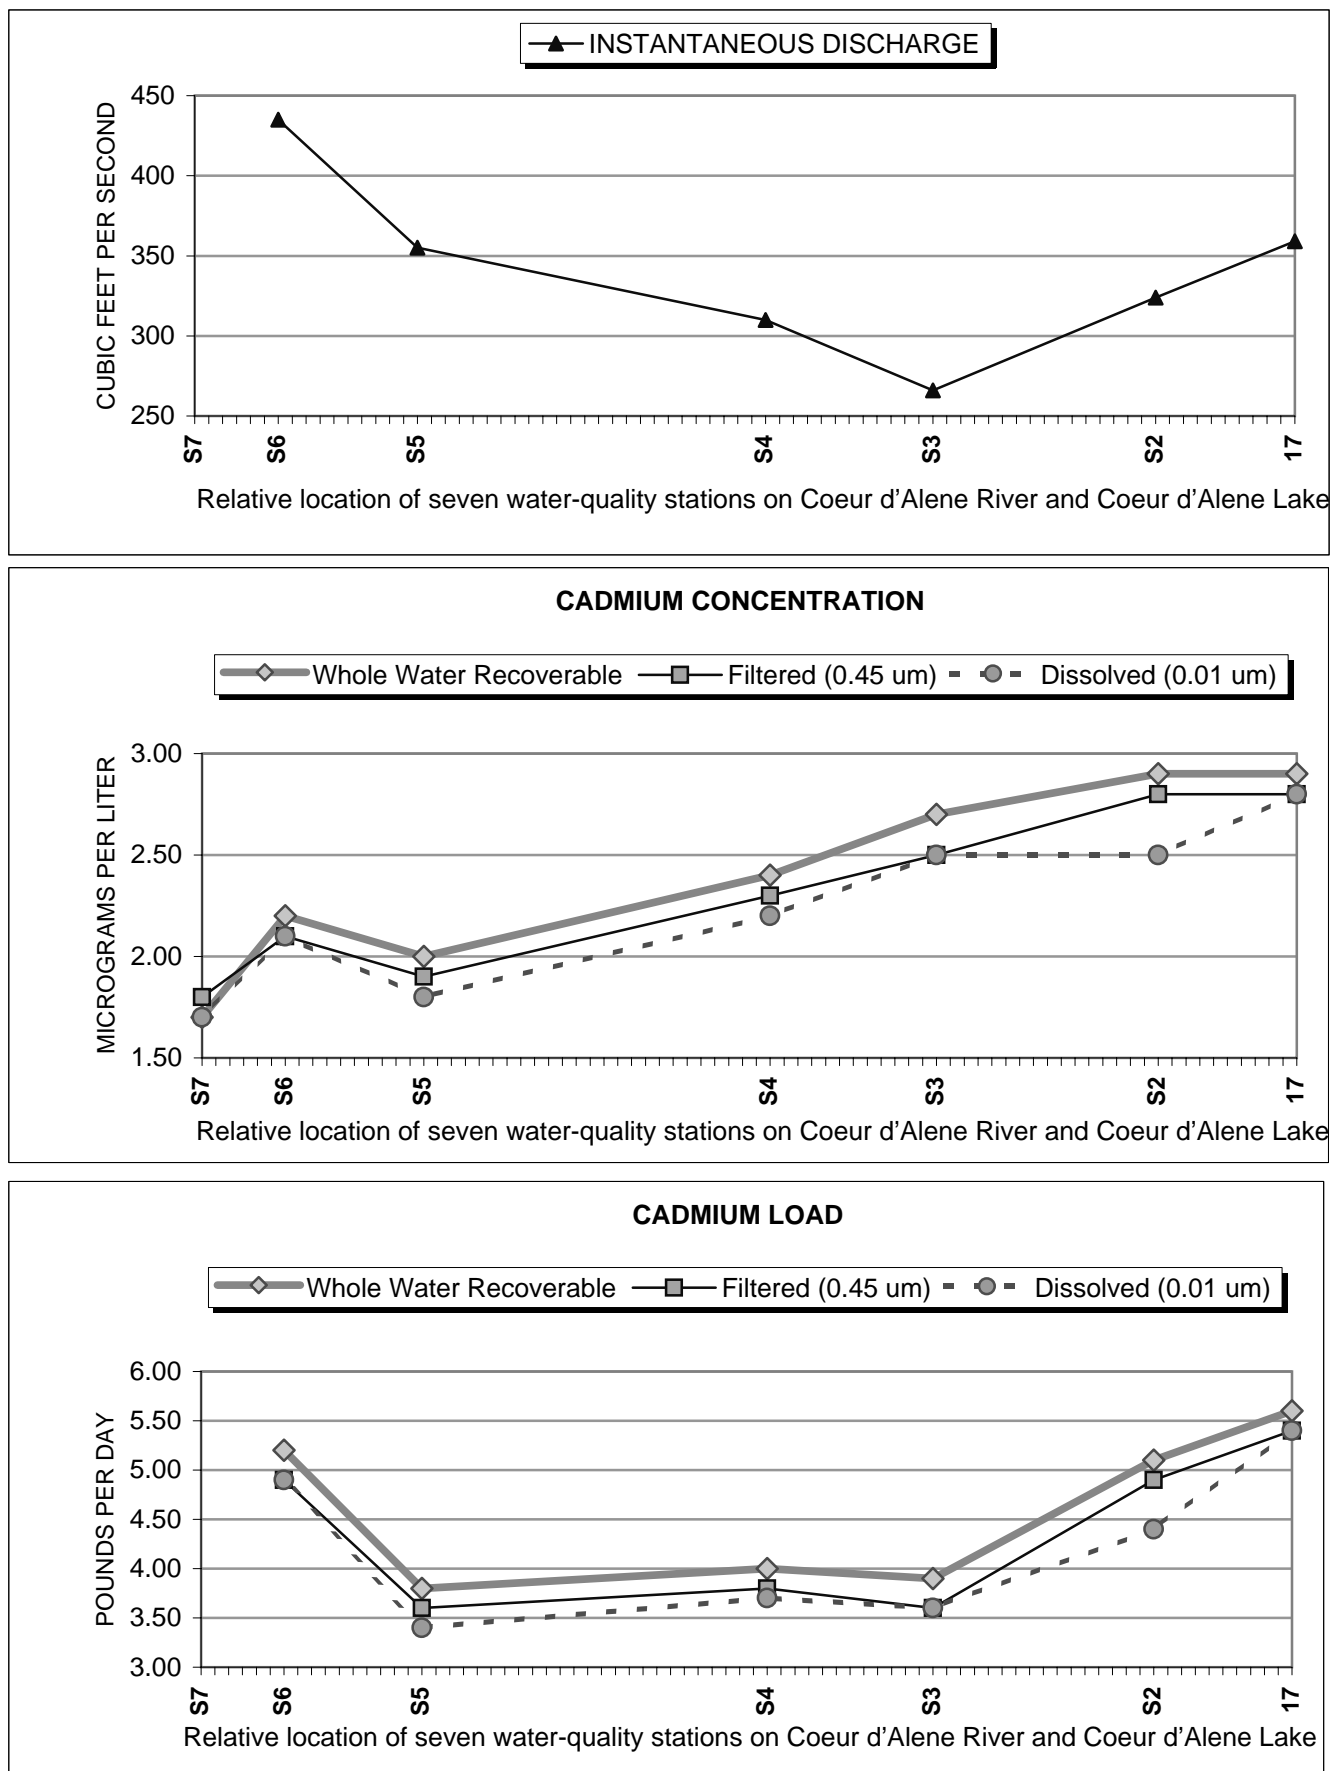 INSTANTANEOUS DISCHARGE
CUBIC FEET PER SECOND
450
400
350
300
250
S7 S6 S5 S4 S3 S2 17
Relative location of seven water-quality stations on Coeur d’Alene River and Coeur d’Alene Lake
CADMIUM CONCENTRATION
Whole Water Recoverable Filtered (0.45 um) Dissolved (0.01 um)
MICROGRAMS PER LITER
3.00
2.50
2.00
1.50
S7 S6 S5 S4 S3 S2 17
Relative location of seven water-quality stations on Coeur d’Alene River and Coeur d’Alene Lake
CADMIUM LOAD
Whole Water Recoverable Filtered (0.45 um) Dissolved (0.01 um)
POUNDS PER DAY
6.00
5.50
5.00
4.50
4.00
3.50
3.00
S7 S6 S5 S4 S3 S2 17
Relative location of seven water-quality stations on Coeur d’Alene River and Coeur d’Alene Lake